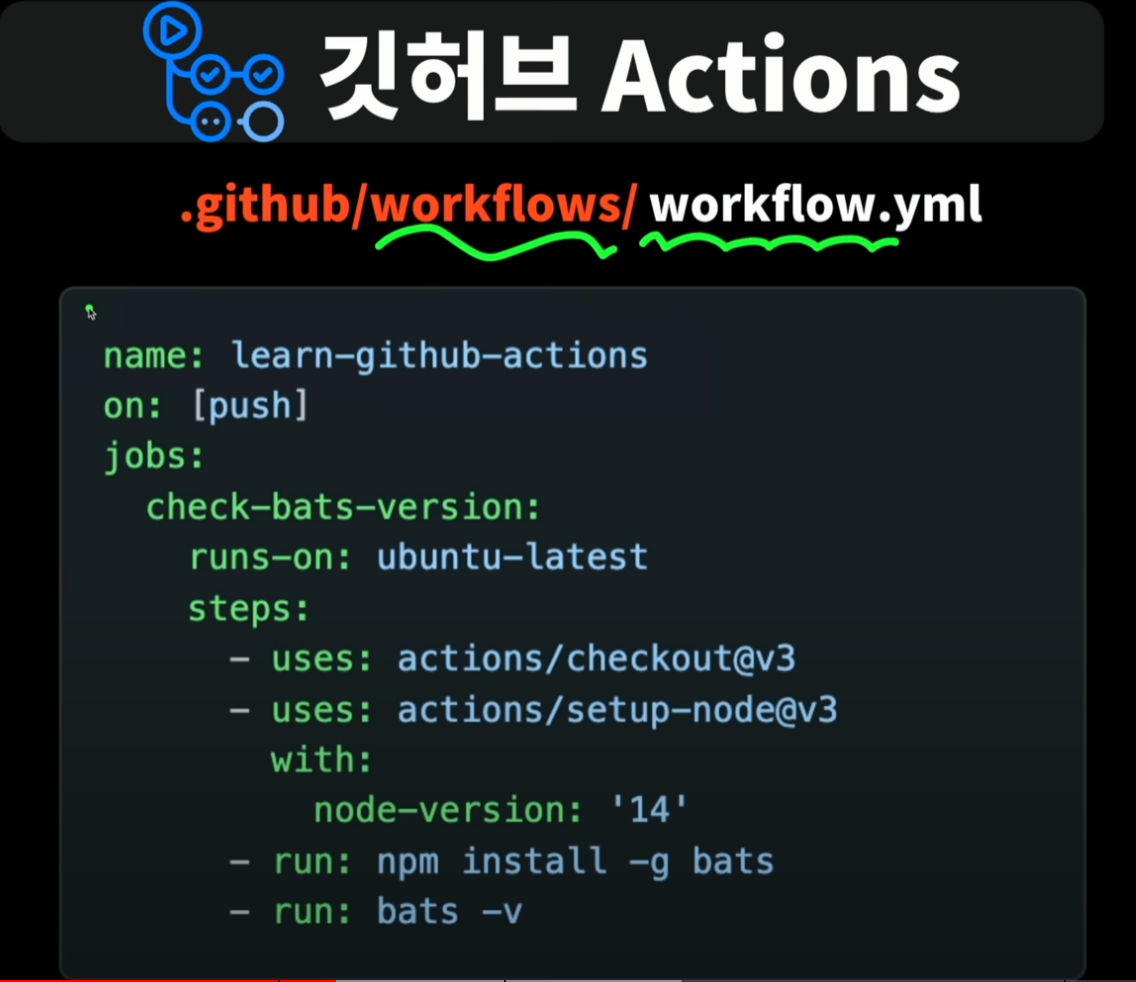 깃허브 Actions
.github/workflows/ workflow.yml
name: learn-github-actions
on: [push]
jobs:
  check-bats-version:
    runs-on: ubuntu-latest
    steps:
      - uses: actions/checkout@v3
      - uses: actions/setup-node@v3
        with:
          node-version: '14'
      - run: npm install -g bats
      - run: bats -v